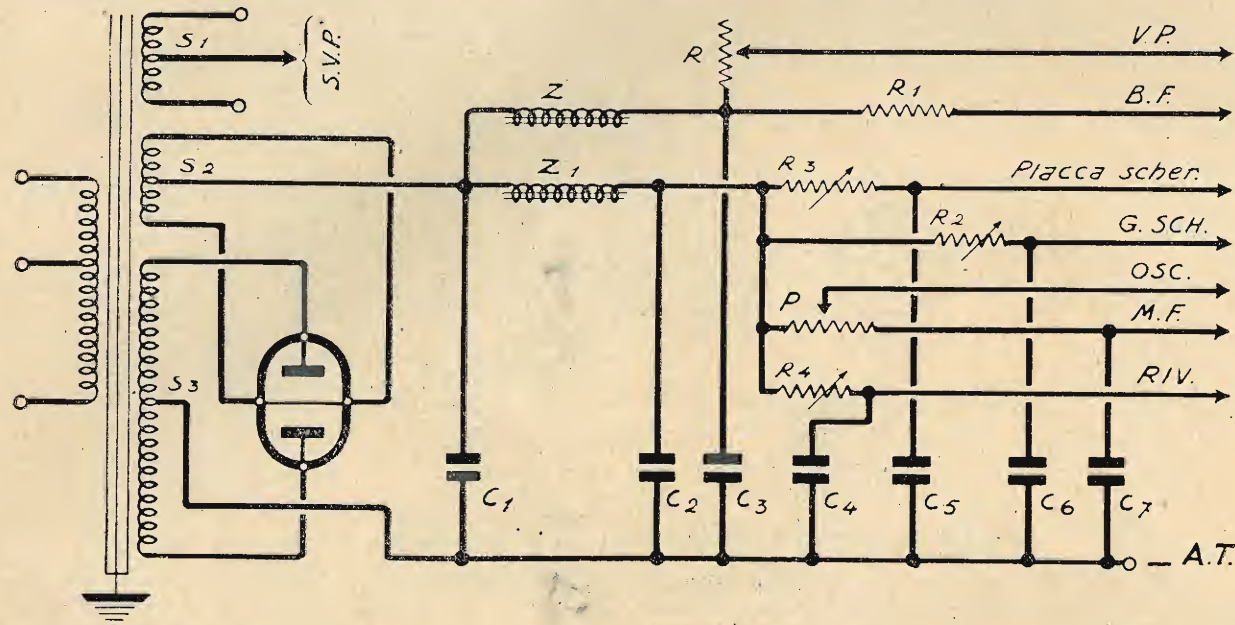 S1
S.V.P.
R
V.P.
Z
R1
B.F.
S2
Z1
R3
Placca scher.
R2
G. SCH.
OSC.
P
M.F.
S3
R4
RIV.
C1
C2
C3
C4
C5
C6
C7
— A.T.